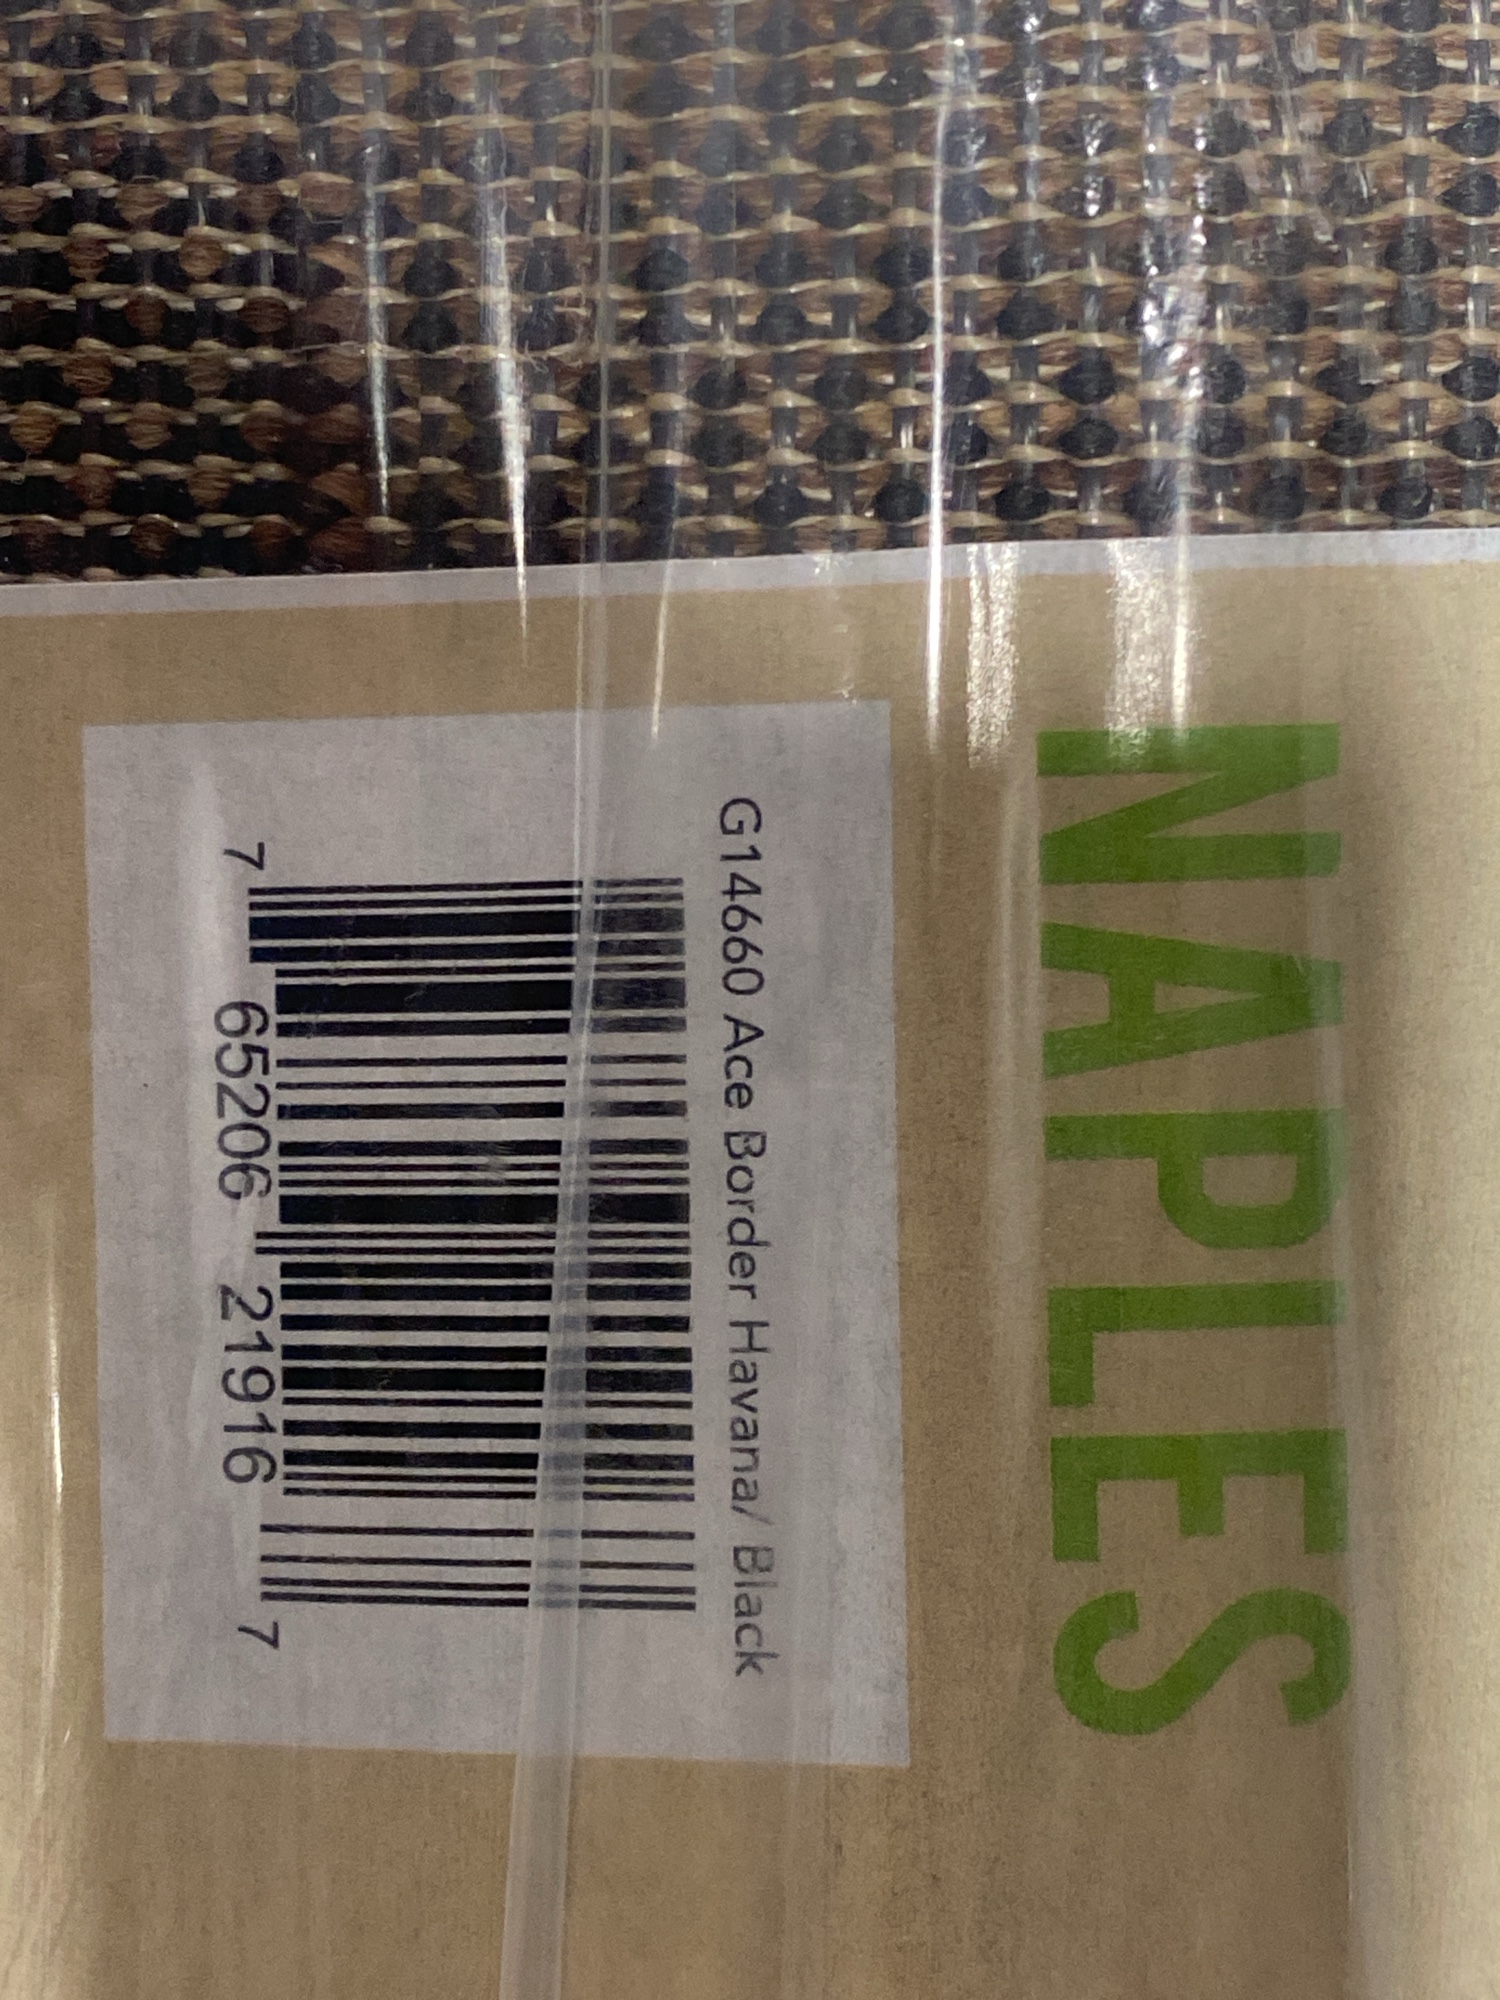 NAPLES
G14660 Ace Border Havana/ Black
7 65206 21916 7